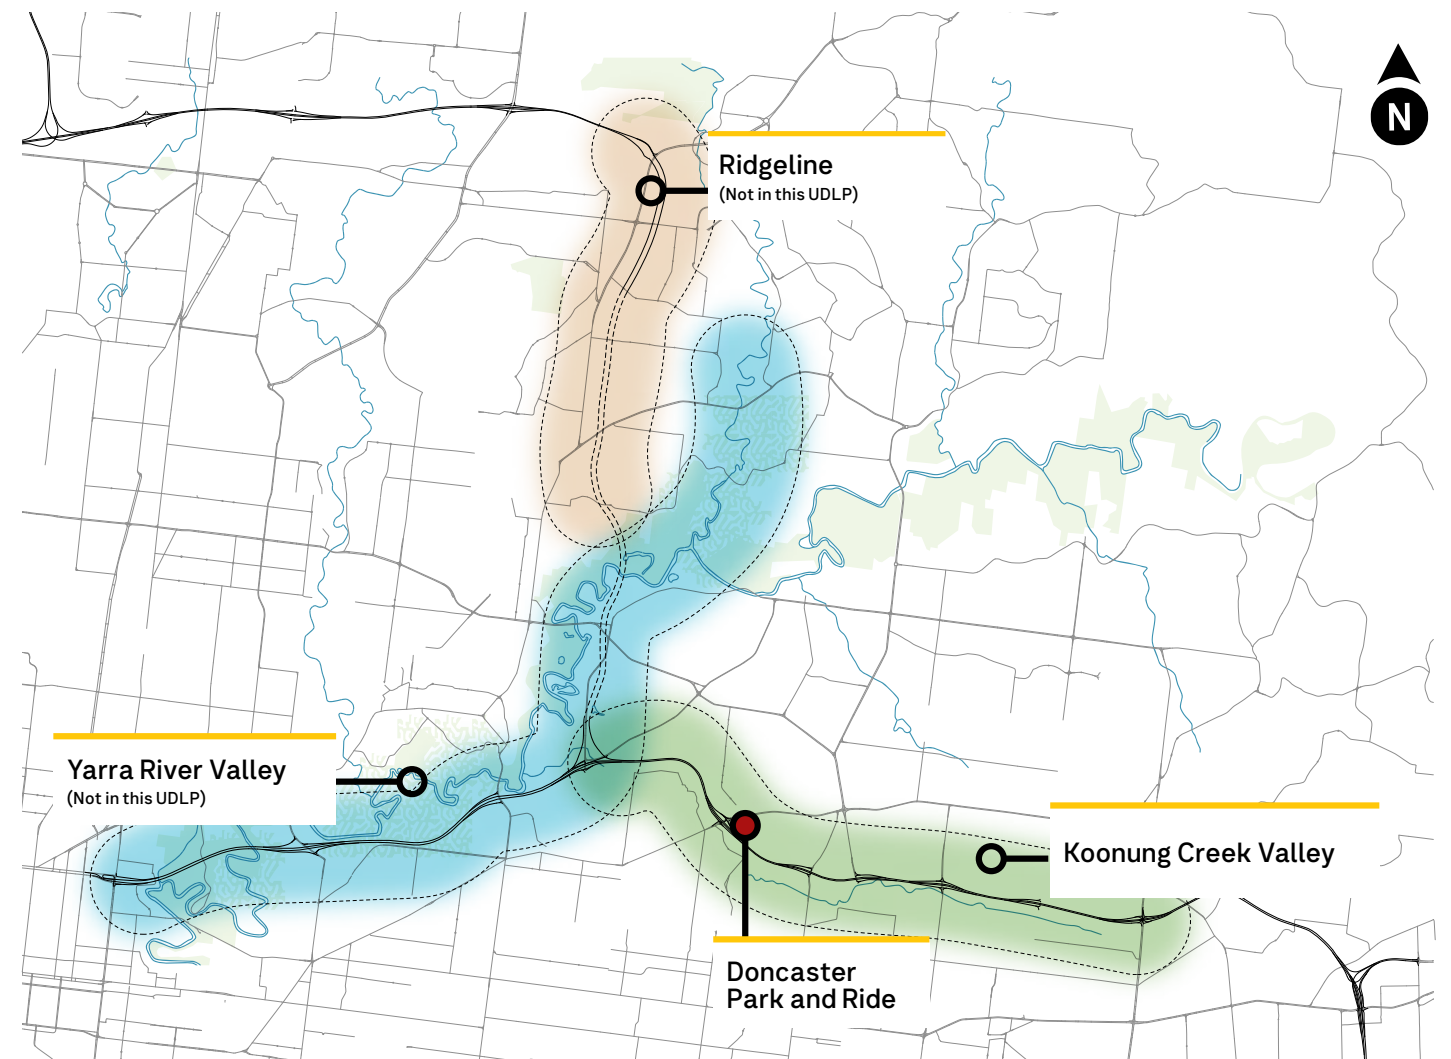 N
Ridgeline
(Not in this UDLP)
Yarra River Valley
(Not in this UDLP)
Koonung Creek Valley
Doncaster
Park and Ride